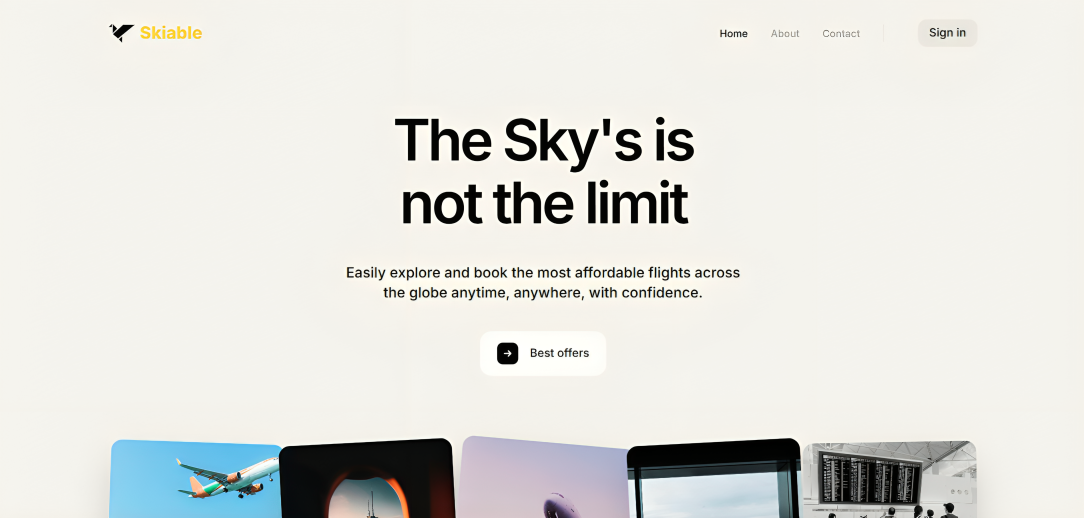 Skiable
Home About Contact Sign in
The Sky's is
not the limit
Easily explore and book the most affordable flights across
the globe anytime, anywhere, with confidence.
Best offers